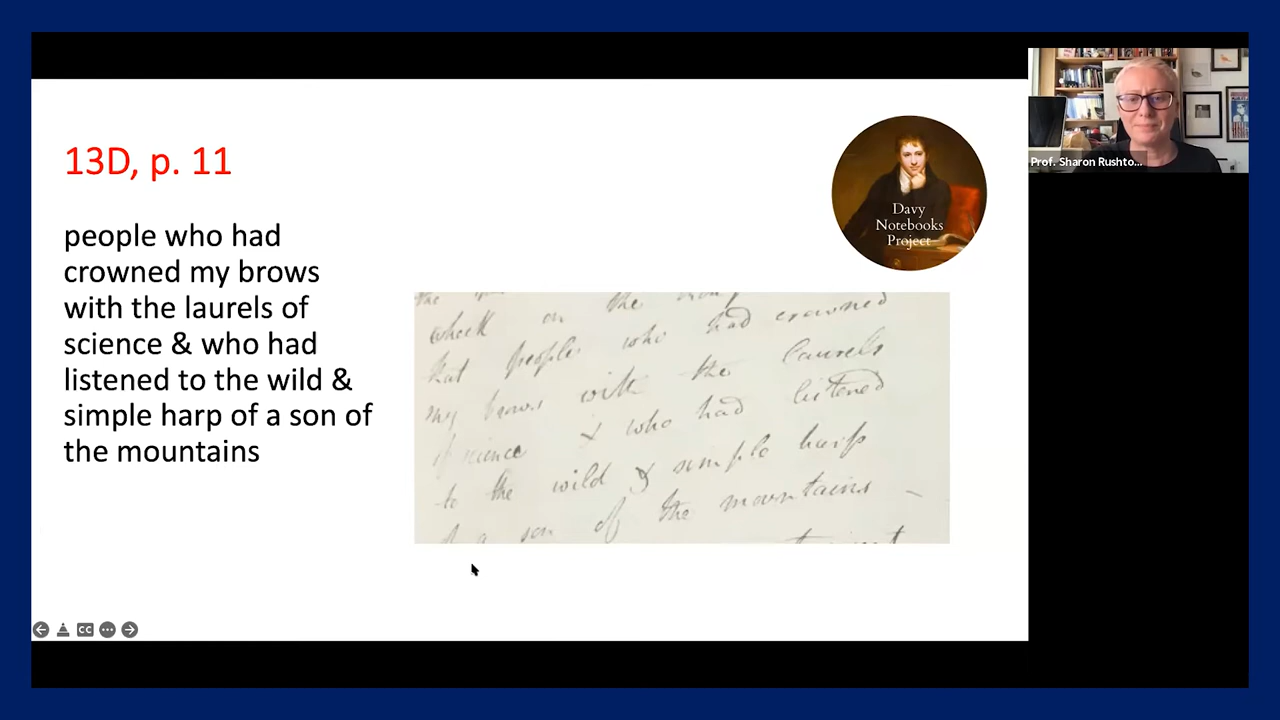 13D, p. 11
people who had
crowned my brows
with the laurels of
science & who had
listened to the wild &
simple harp of a son of
the mountains
Davy
Notebooks
Project
the
check on the
that people who had crowned
my brows with the laurels
of science & who had listened
to the wild & simple harp
of a son of the mountains –
Prof. Sharon Rushto...
CC